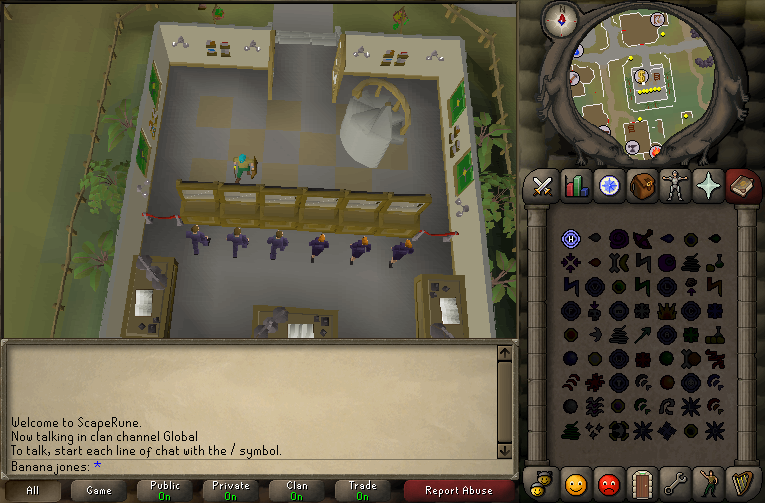 N
H
Welcome to ScapeRune.
Now talking in clan channel Global
To talk, start each line of chat with the / symbol.
Banana jones: *
All
Game
Public
On
Private
On
Clan
On
Trade
On
Report Abuse